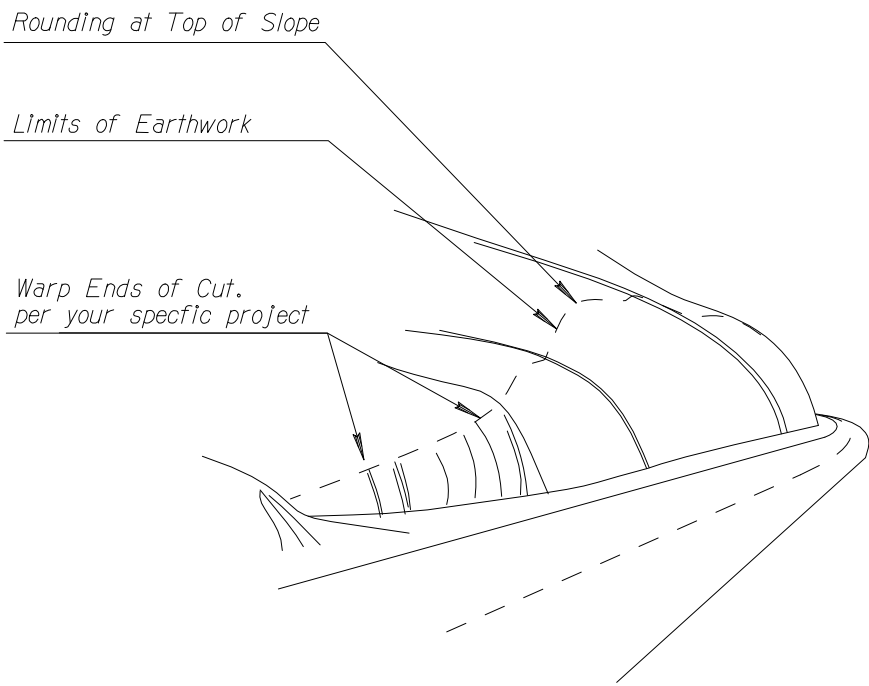 Rounding at Top of Slope
Limits of Earthwork
Warp Ends of Cut.
per your specfic project